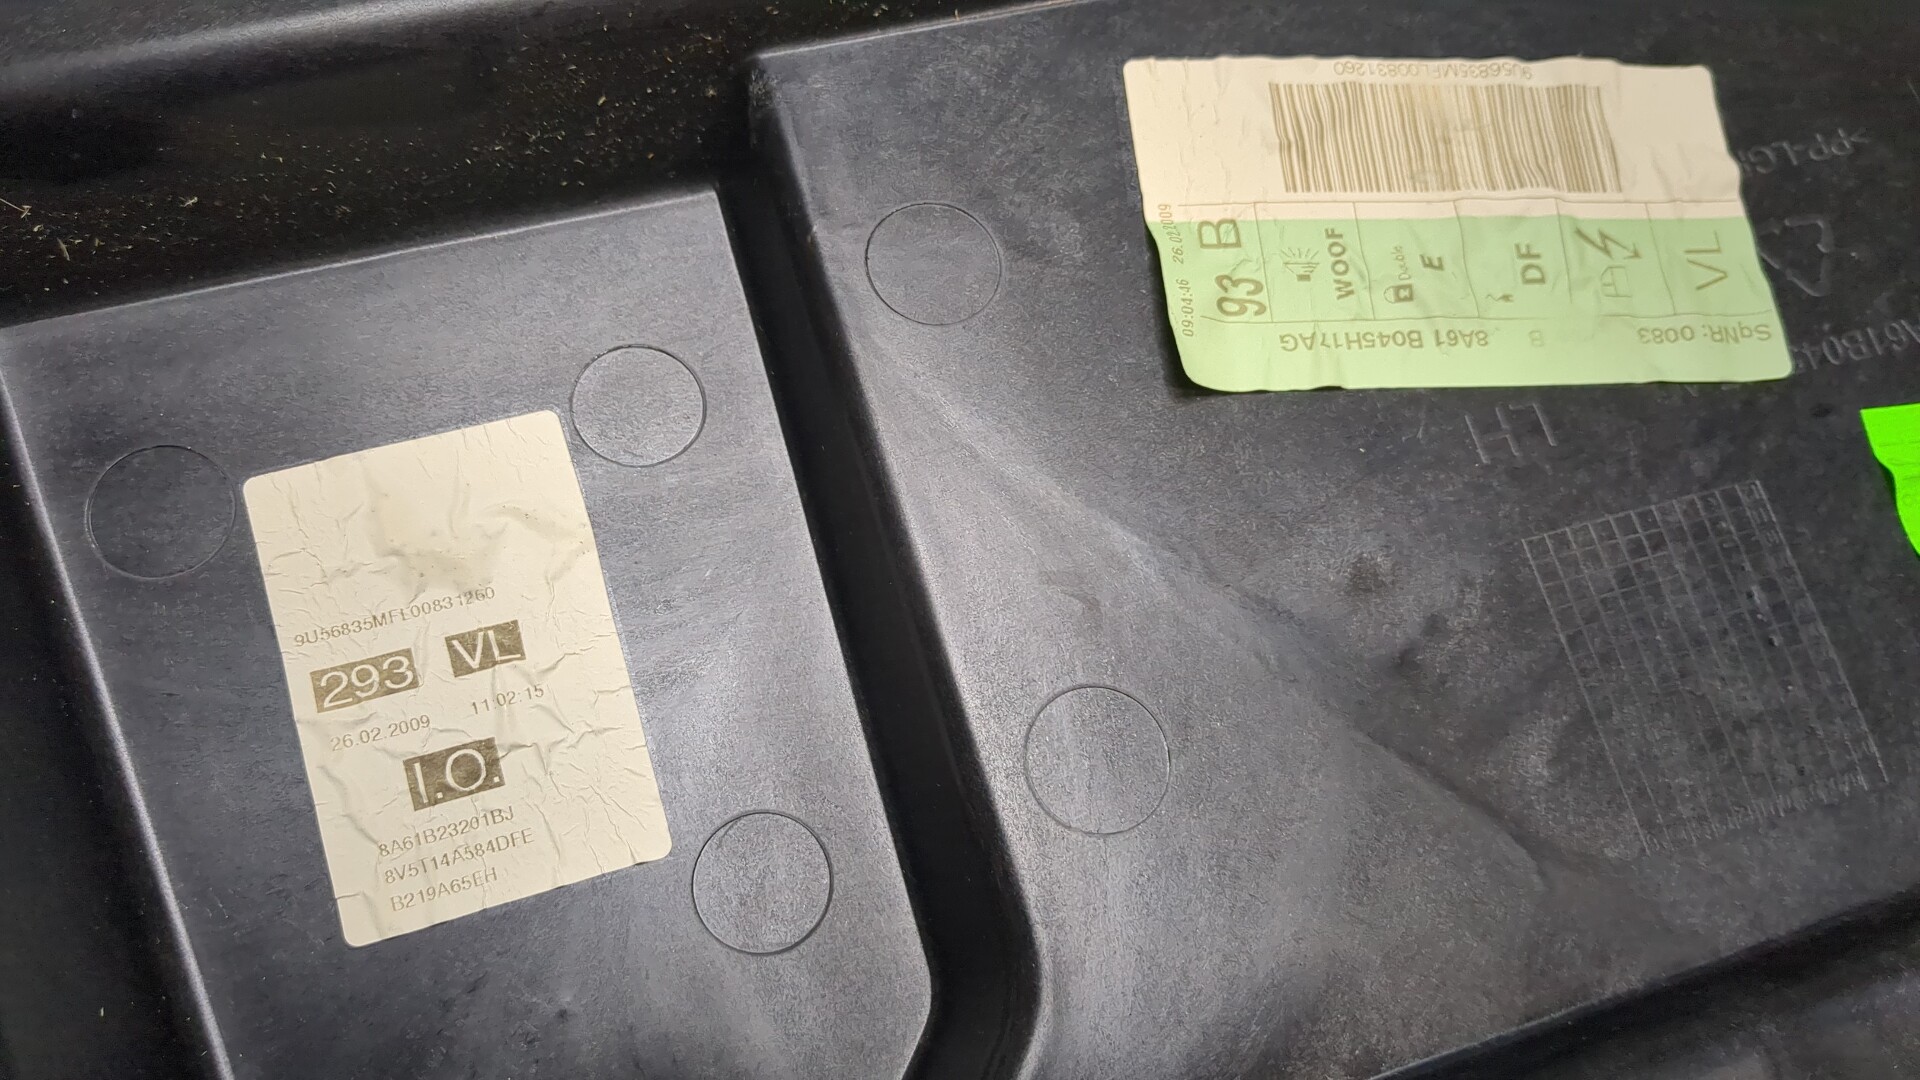 9U56835MFL00831260
293 VL
26.02.2009 11:02:15
I.O.
8A61B23201BJ
8V5T14A584DFE
B219A65EH
9U56835MFL00831260
09:04:46 26.02.2009
93 B
WOOF
Double
E
DF
VL
SqNR: 0083 B 8A61 B045H17AG
LH